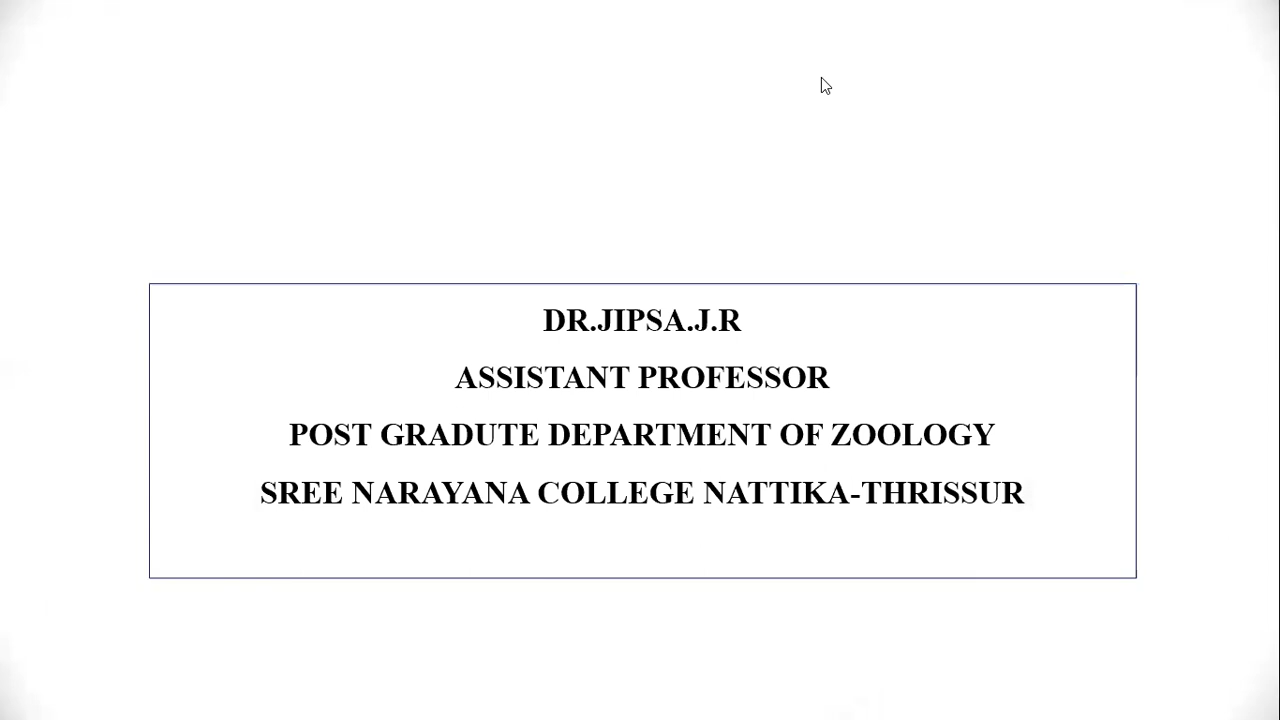 DR.JIPSA.J.R
ASSISTANT PROFESSOR
POST GRADUTE DEPARTMENT OF ZOOLOGY
SREE NARAYANA COLLEGE NATTIKA-THRISSUR